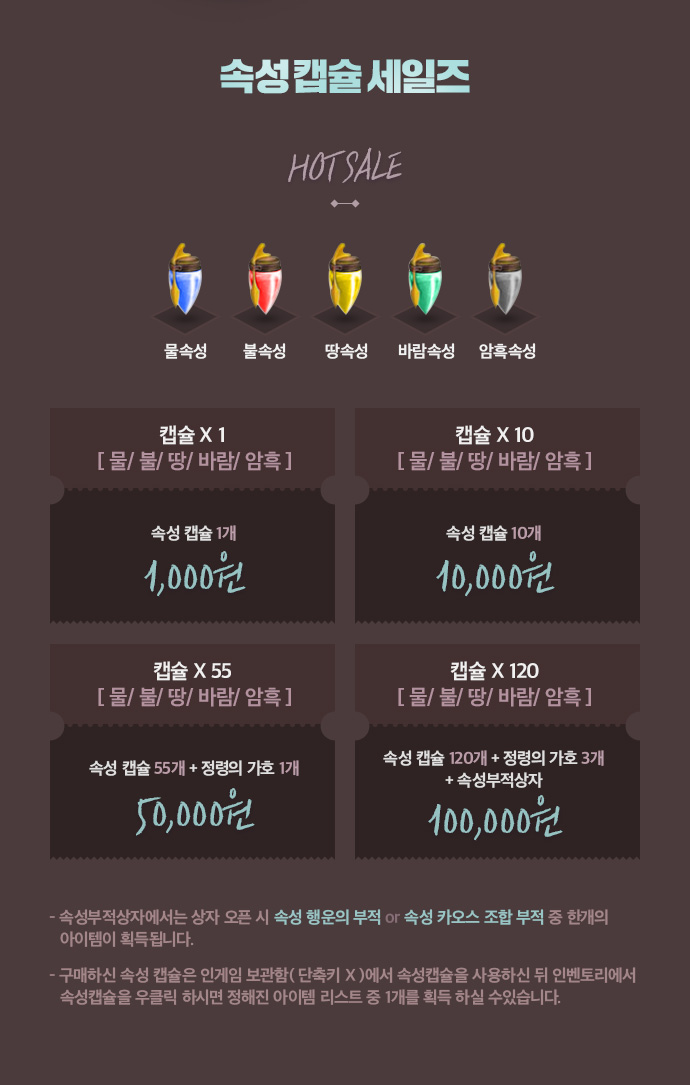 속성 캡슐 세일즈
HOT SALE
물속성
불속성
땅속성
바람속성
암흑속성
캡슐 X 1
[ 물/ 불/ 땅/ 바람/ 암흑 ]
속성 캡슐 1개
1,000원
캡슐 X 10
[ 물/ 불/ 땅/ 바람/ 암흑 ]
속성 캡슐 10개
10,000원
캡슐 X 55
[ 물/ 불/ 땅/ 바람/ 암흑 ]
속성 캡슐 55개 + 정령의 가호 1개
50,000원
캡슐 X 120
[ 물/ 불/ 땅/ 바람/ 암흑 ]
속성 캡슐 120개 + 정령의 가호 3개
+ 속성부적상자
100,000원
- 속성부적상자에서는 상자 오픈 시 속성 행운의 부적 or 속성 카오스 조합 부적 중 한개의
아이템이 획득됩니다.
- 구매하신 속성 캡슐은 인게임 보관함( 단축키 X )에서 속성캡슐을 사용하신 뒤 인벤토리에서
속성캡슐을 우클릭 하시면 정해진 아이템 리스트 중 1개를 획득 하실 수있습니다.